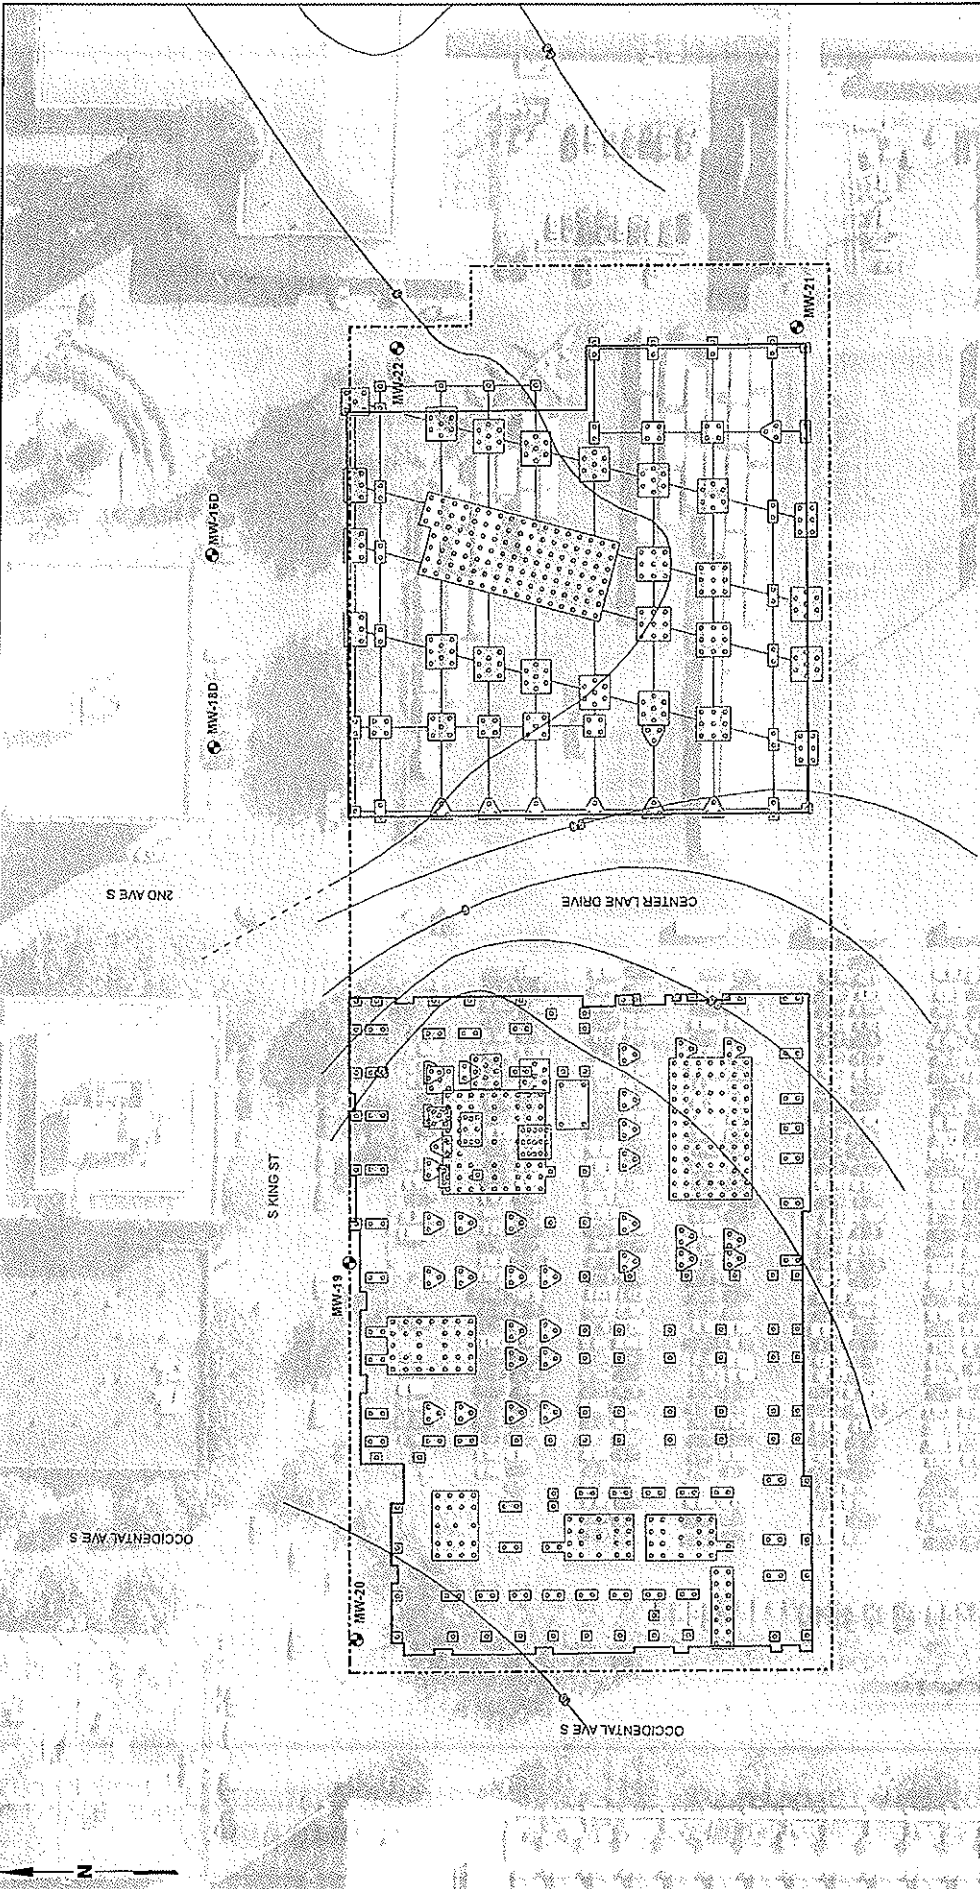 MW-16D
MW-22
MW-21
MW-18D
2ND AVE S
CENTER LANE DRIVE
S KING ST
MW-19
OCCIDENTAL AVE S
MW-20
OCCIDENTAL AVE S
N